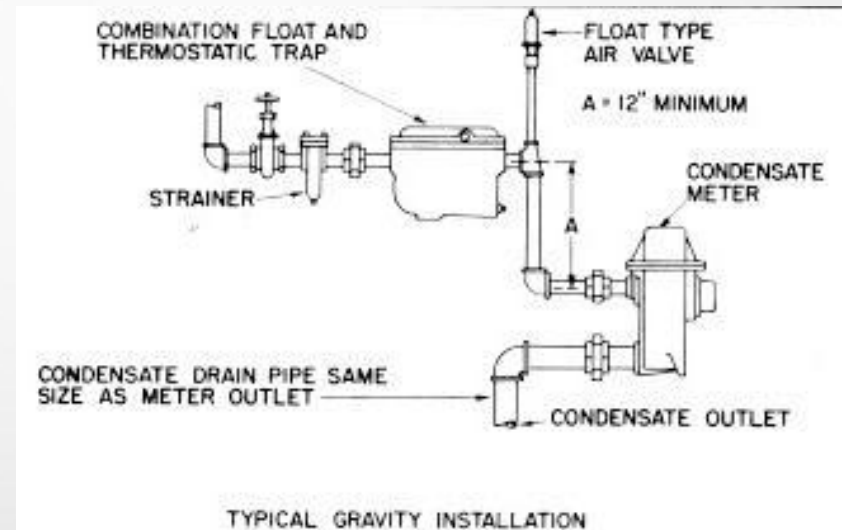 COMBINATION FLOAT AND
THERMOSTATIC TRAP
FLOAT TYPE
AIR VALVE
A = 12" MINIMUM
CONDENSATE
METER
STRAINER
A
CONDENSATE DRAIN PIPE SAME
SIZE AS METER OUTLET
CONDENSATE OUTLET
TYPICAL GRAVITY INSTALLATION